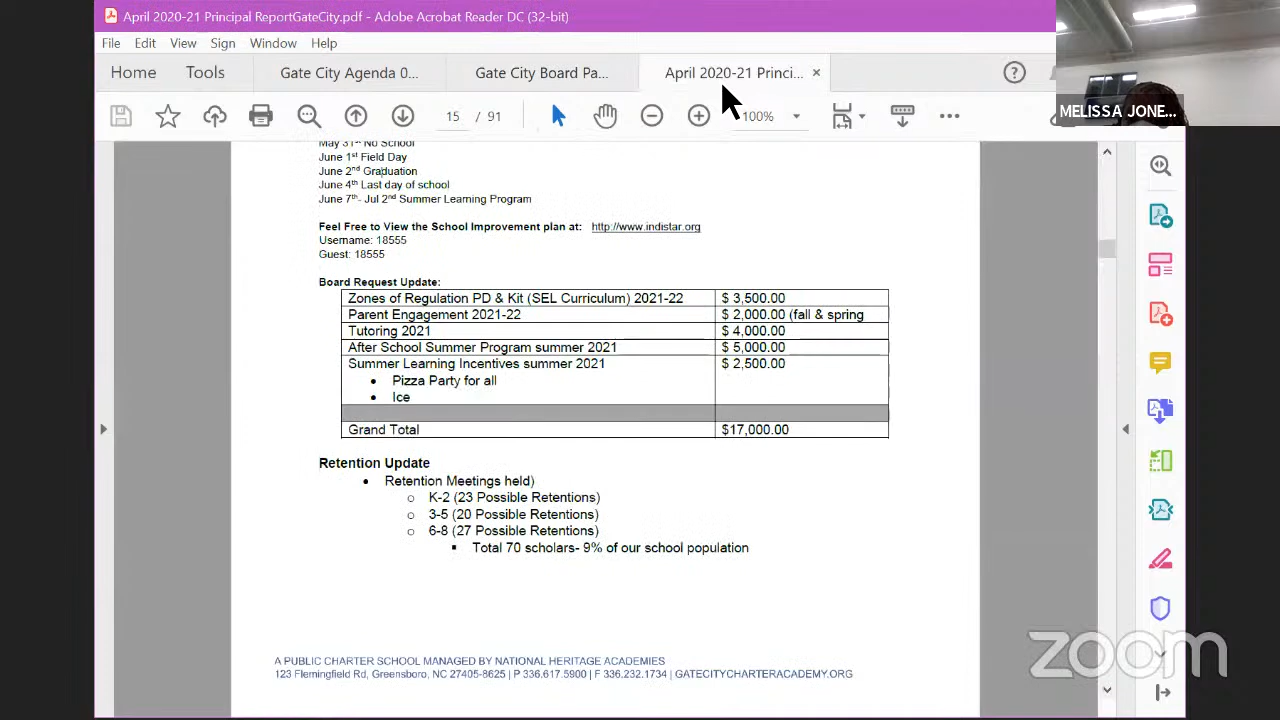 April 2020-21 Principal ReportGateCity.pdf - Adobe Acrobat Reader DC (32-bit)
File Edit View Sign Window Help
Home Tools Gate City Agenda 0... Gate City Board Pa... April 2020-21 Princi... ×
15 / 91 100%
MELISSA JONE...
May 31st No School
June 1st Field Day
June 2nd Graduation
June 4th Last day of school
June 7th- Jul 2nd Summer Learning Program
Feel Free to View the School Improvement plan at: http://www.indistar.org
Username: 18555
Guest: 18555
Board Request Update:
Zones of Regulation PD & Kit (SEL Curriculum) 2021-22 $ 3,500.00
Parent Engagement 2021-22 $ 2,000.00 (fall & spring
Tutoring 2021 $ 4,000.00
After School Summer Program summer 2021 $ 5,000.00
Summer Learning Incentives summer 2021 $ 2,500.00
• Pizza Party for all
• Ice
Grand Total $17,000.00
Retention Update
• Retention Meetings held)
o K-2 (23 Possible Retentions)
o 3-5 (20 Possible Retentions)
o 6-8 (27 Possible Retentions)
▪ Total 70 scholars- 9% of our school population
A PUBLIC CHARTER SCHOOL MANAGED BY NATIONAL HERITAGE ACADEMIES
123 Flemingfield Rd, Greensboro, NC 27405-8625 | P 336.617.5900 | F 336.232.1734 | GATECITYCHARTERACADEMY.ORG
zoom